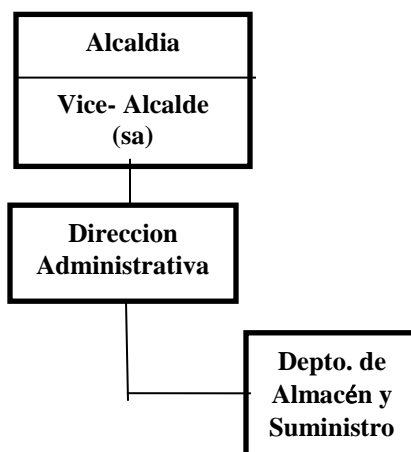 Alcaldia
Vice- Alcalde
(sa)
Direccion
Administrativa
Depto. de
Almacén y
Suministro